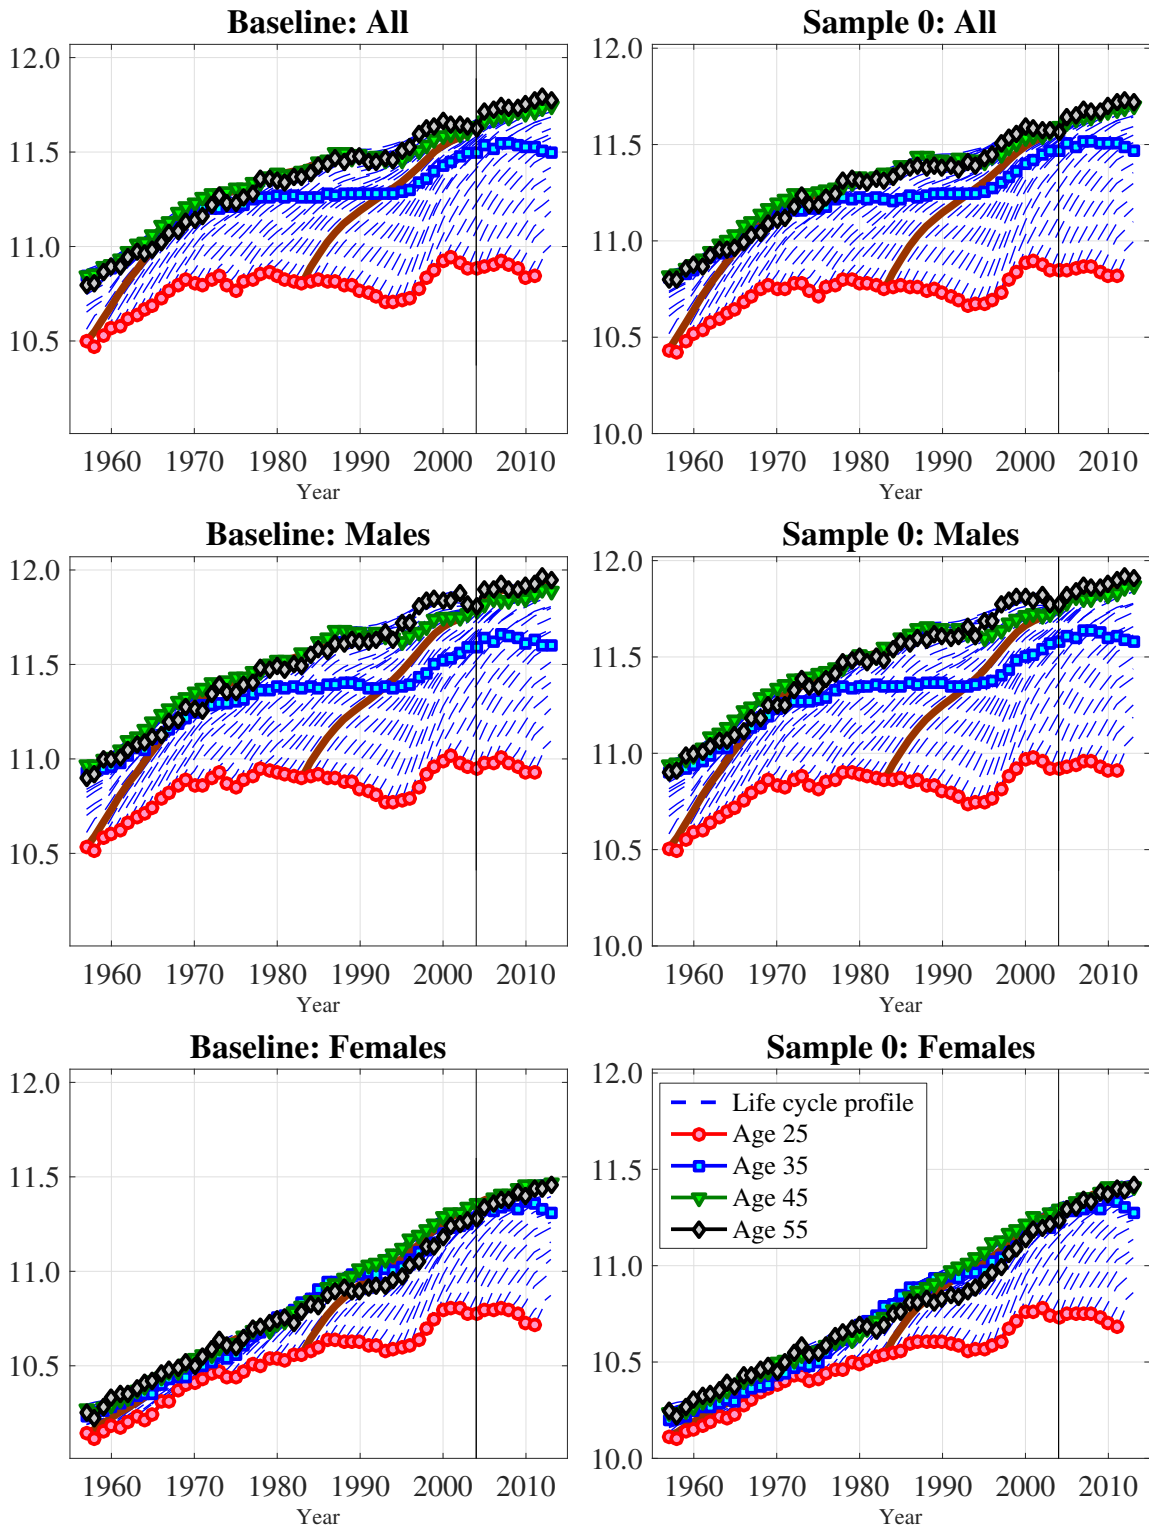 Baseline: All
12.0
11.5
11.0
10.5
1960 1970 1980 1990 2000 2010
Year
Sample 0: All
12.0
11.5
11.0
10.5
10.0
1960 1970 1980 1990 2000 2010
Year
Baseline: Males
12.0
11.5
11.0
10.5
1960 1970 1980 1990 2000 2010
Year
Sample 0: Males
12.0
11.5
11.0
10.5
10.0
1960 1970 1980 1990 2000 2010
Year
Baseline: Females
12.0
11.5
11.0
10.5
1960 1970 1980 1990 2000 2010
Year
Sample 0: Females
12.0
11.5
11.0
10.5
10.0
Life cycle profile
Age 25
Age 35
Age 45
Age 55
1960 1970 1980 1990 2000 2010
Year